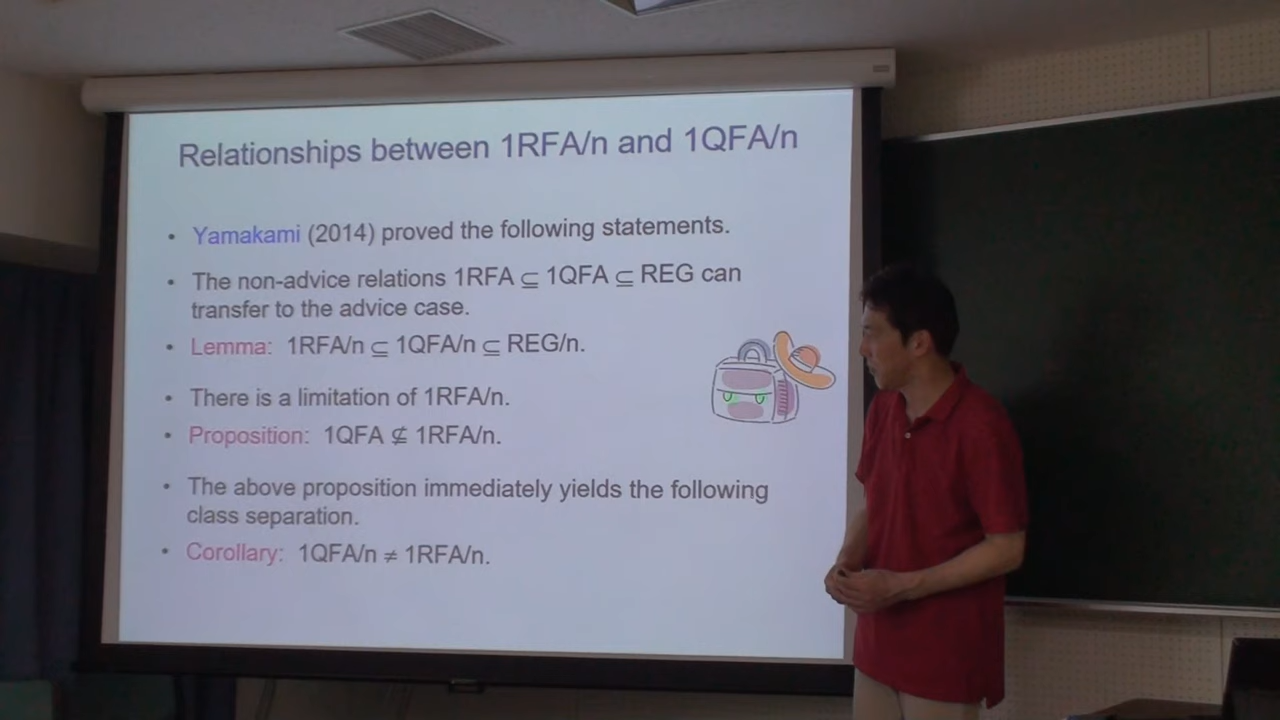 Relationships between 1RFA/n and 1QFA/n
• Yamakami (2014) proved the following statements.
• The non-advice relations 1RFA ⊆ 1QFA ⊆ REG can
transfer to the advice case.
• Lemma: 1RFA/n ⊆ 1QFA/n ⊆ REG/n.
• There is a limitation of 1RFA/n.
• Proposition: 1QFA ⊈ 1RFA/n.
• The above proposition immediately yields the following
class separation.
• Corollary: 1QFA/n ≠ 1RFA/n.